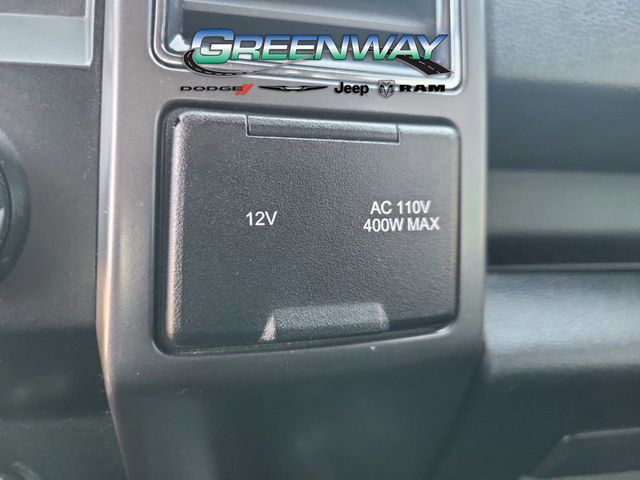 GREENWAY
DODGE Jeep RAM
12V
AC 110V
400W MAX